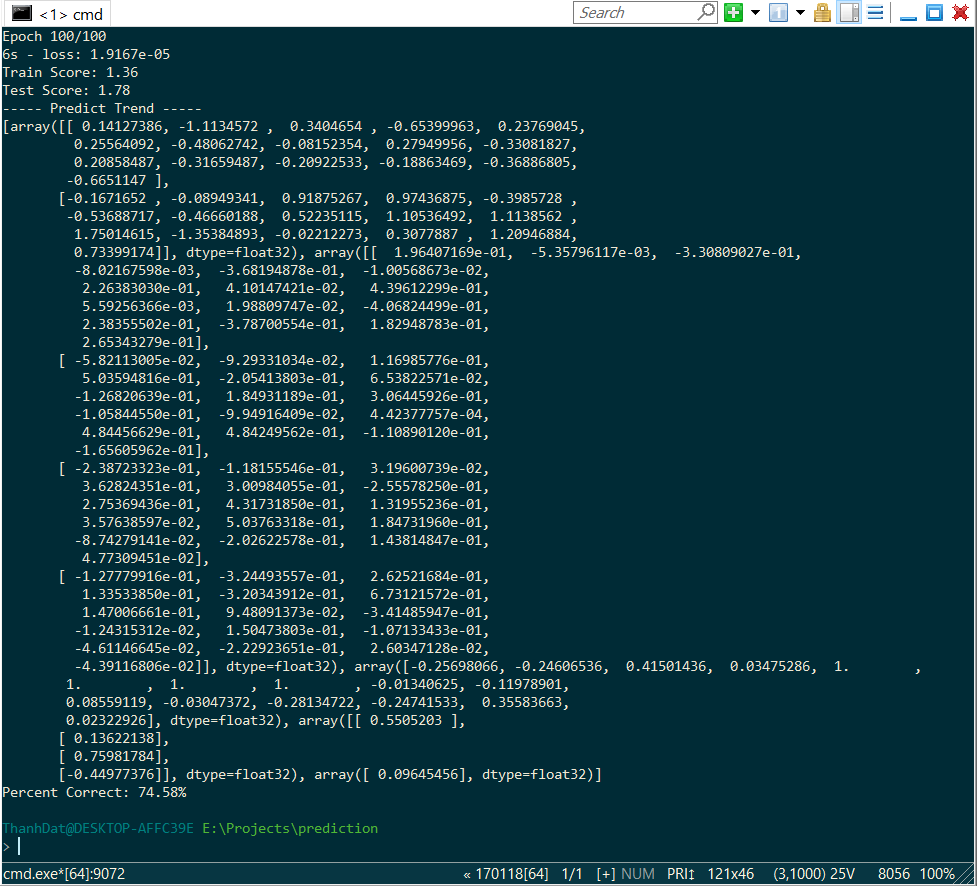 <1> cmd
Search
Epoch 100/100
6s - loss: 1.9167e-05
Train Score: 1.36
Test Score: 1.78
----- Predict Trend -----
[array([[ 0.14127386, -1.1134572 ,  0.3404654 , -0.65399963,  0.23769045,
         0.25564092, -0.48062742, -0.08152354,  0.27949956, -0.33081827,
         0.20858487, -0.31659487, -0.20922533, -0.18863469, -0.36886805,
        -0.6651147 ],
       [-0.1671652 , -0.08949341,  0.91875267,  0.97436875, -0.3985728 ,
        -0.53688717, -0.46660188,  0.52235115,  1.10536492,  1.1138562 ,
         1.75014615, -1.35384893, -0.02212273,  0.3077887 ,  1.20946884,
         0.73399174]], dtype=float32), array([[  1.96407169e-01,  -5.35796117e-03,  -3.30809027e-01,
         -8.02167598e-03,  -3.68194878e-01,  -1.00568673e-02,
          2.26383030e-01,   4.10147421e-02,   4.39612299e-01,
          5.59256366e-03,   1.98809747e-02,  -4.06824499e-01,
          2.38355502e-01,  -3.78700554e-01,   1.82948783e-01,
          2.65343279e-01],
       [ -5.82113005e-02,  -9.29331034e-02,   1.16985776e-01,
          5.03594816e-01,  -2.05413803e-01,   6.53822571e-02,
         -1.26820639e-01,   1.84931189e-01,   3.06445926e-01,
         -1.05844550e-01,  -9.94916409e-02,   4.42377757e-04,
          4.84456629e-01,   4.84249562e-01,  -1.10890120e-01,
         -1.65605962e-01],
       [ -2.38723323e-01,  -1.18155546e-01,   3.19600739e-02,
          3.62824351e-01,   3.00984055e-01,  -2.55578250e-01,
          2.75369436e-01,   4.31731850e-01,   1.31955236e-01,
          3.57638597e-02,   5.03763318e-01,   1.84731960e-01,
         -8.74279141e-02,  -2.02622578e-01,   1.43814847e-01,
          4.77309451e-02],
       [ -1.27779916e-01,  -3.24493557e-01,   2.62521684e-01,
          1.33533850e-01,  -3.20343912e-01,   6.73121572e-01,
          1.47006661e-01,   9.48091373e-02,  -3.41485947e-01,
         -1.24315312e-02,   1.50473803e-01,  -1.07133433e-01,
         -4.61146645e-02,  -2.22923651e-01,   2.60347128e-02,
         -4.39116806e-02]], dtype=float32), array([-0.25698066, -0.24606536,  0.41501436,  0.03475286,  1.        ,
        1.        ,  1.        ,  1.        , -0.01340625, -0.11978901,
        0.08559119, -0.03047372, -0.28134722, -0.24741533,  0.35583663,
        0.02322926], dtype=float32), array([[ 0.5505203 ],
       [ 0.13622138],
       [ 0.75981784],
       [-0.44977376]], dtype=float32), array([ 0.09645456], dtype=float32)]
Percent Correct: 74.58%
ThanhDat@DESKTOP-AFFC39E E:\Projects\prediction
>
cmd.exe*[64]:9072 « 170118[64] 1/1 [+] NUM PRI↕ 121x46 (3,1000) 25V 8056 100%